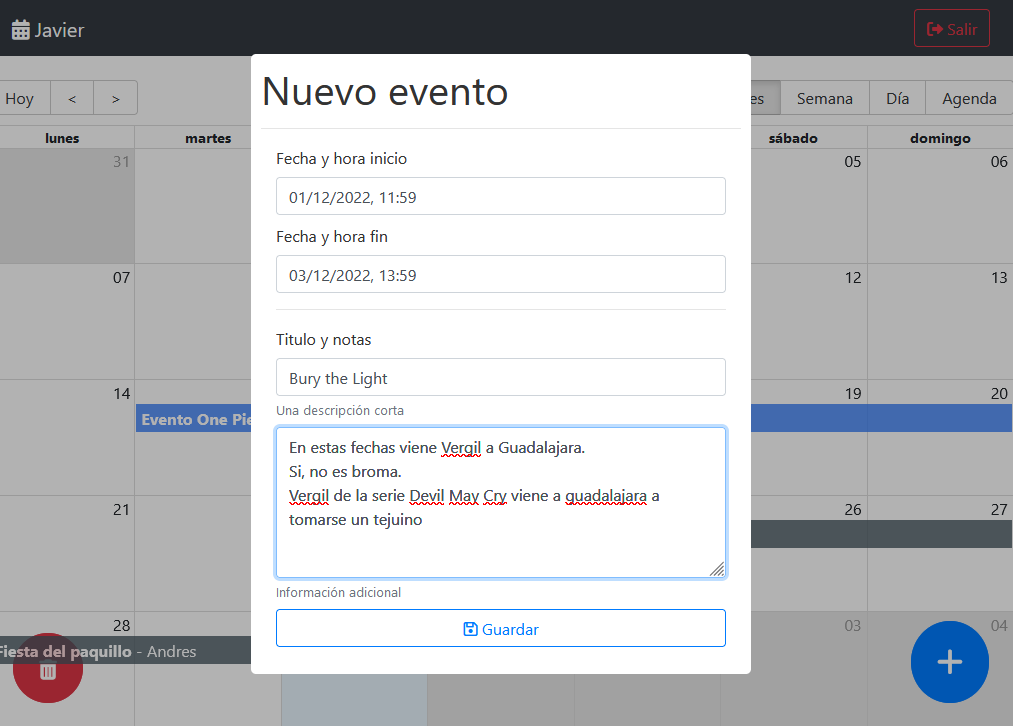 Javier
Salir
Nuevo evento
Hoy
<
>
es
Semana
Día
Agenda
lunes
martes
sábado
domingo
31
05
06
Fecha y hora inicio
01/12/2022, 11:59
Fecha y hora fin
03/12/2022, 13:59
07
12
13
Titulo y notas
Bury the Light
Una descripción corta
14
19
20
Evento One Pie
En estas fechas viene Vergil a Guadalajara.
Si, no es broma.
Vergil de la serie Devil May Cry viene a guadalajara a
tomarse un tejuino
21
26
27
Información adicional
Guardar
28
03
04
Fiesta del paquillo - Andres